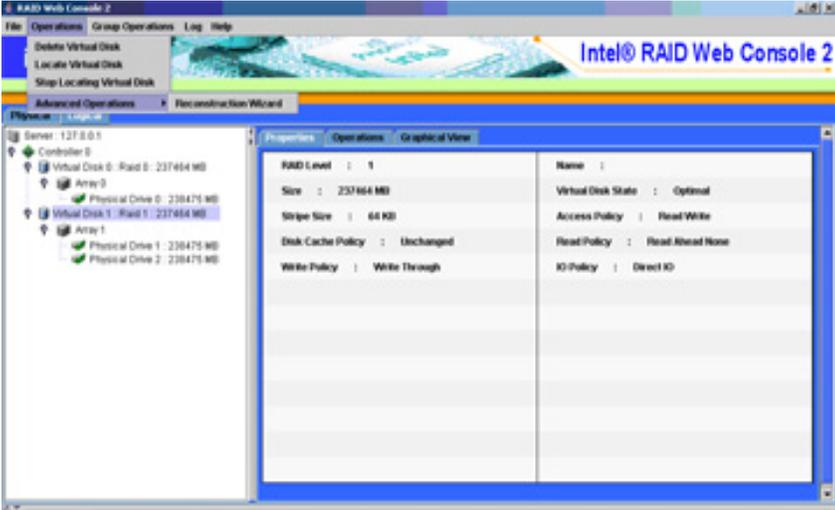 RAID Web Console 2
File Operations Group Operations Log Help
Delete Virtual Disk
Locate Virtual Disk
Stop Locating Virtual Disk
Advanced Operations
Reconstruction Wizard
Intel® RAID Web Console 2
Physical Logical
Server : 127.0.0.1
Controller 0
Virtual Disk 0 : Raid 0 : 237464 MB
Array 0
Physical Drive 0 : 238475 MB
Virtual Disk 1 : Raid 1 : 237464 MB
Array 1
Physical Drive 1 : 238475 MB
Physical Drive 2 : 238475 MB
Properties Operations Graphical View
RAID Level : 1
Name :
Size : 237464 MB
Virtual Disk State : Optimal
Stripe Size : 64 KB
Access Policy : Read Write
Disk Cache Policy : Unchanged
Read Policy : Read Ahead None
Write Policy : Write Through
IO Policy : Direct IO